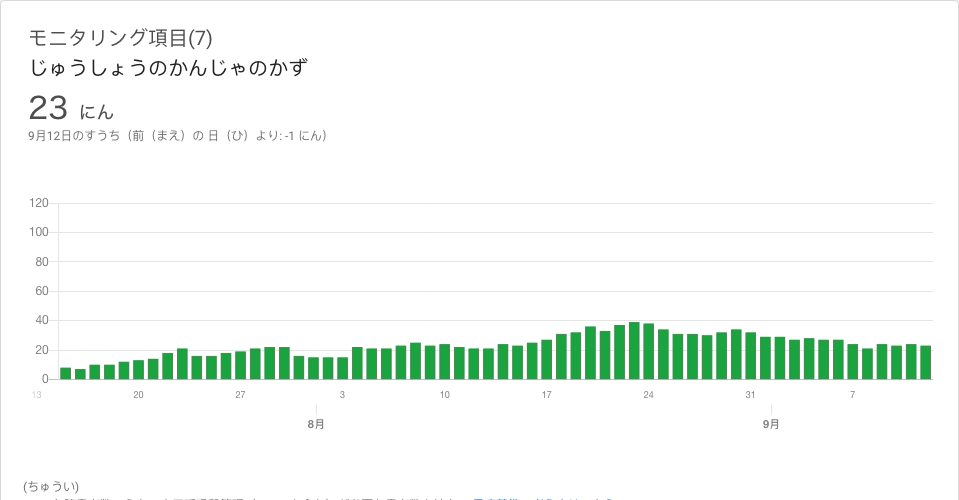 モニタリング項目(7)
じゅうしょうのかんじゃのかず
23 にん
9月12日のすうち（前（まえ）の 日（ひ）より: -1 にん）
120
100
80
60
40
20
0
13 20 27 3 10 17 24 31 7
8月 9月
(ちゅうい)